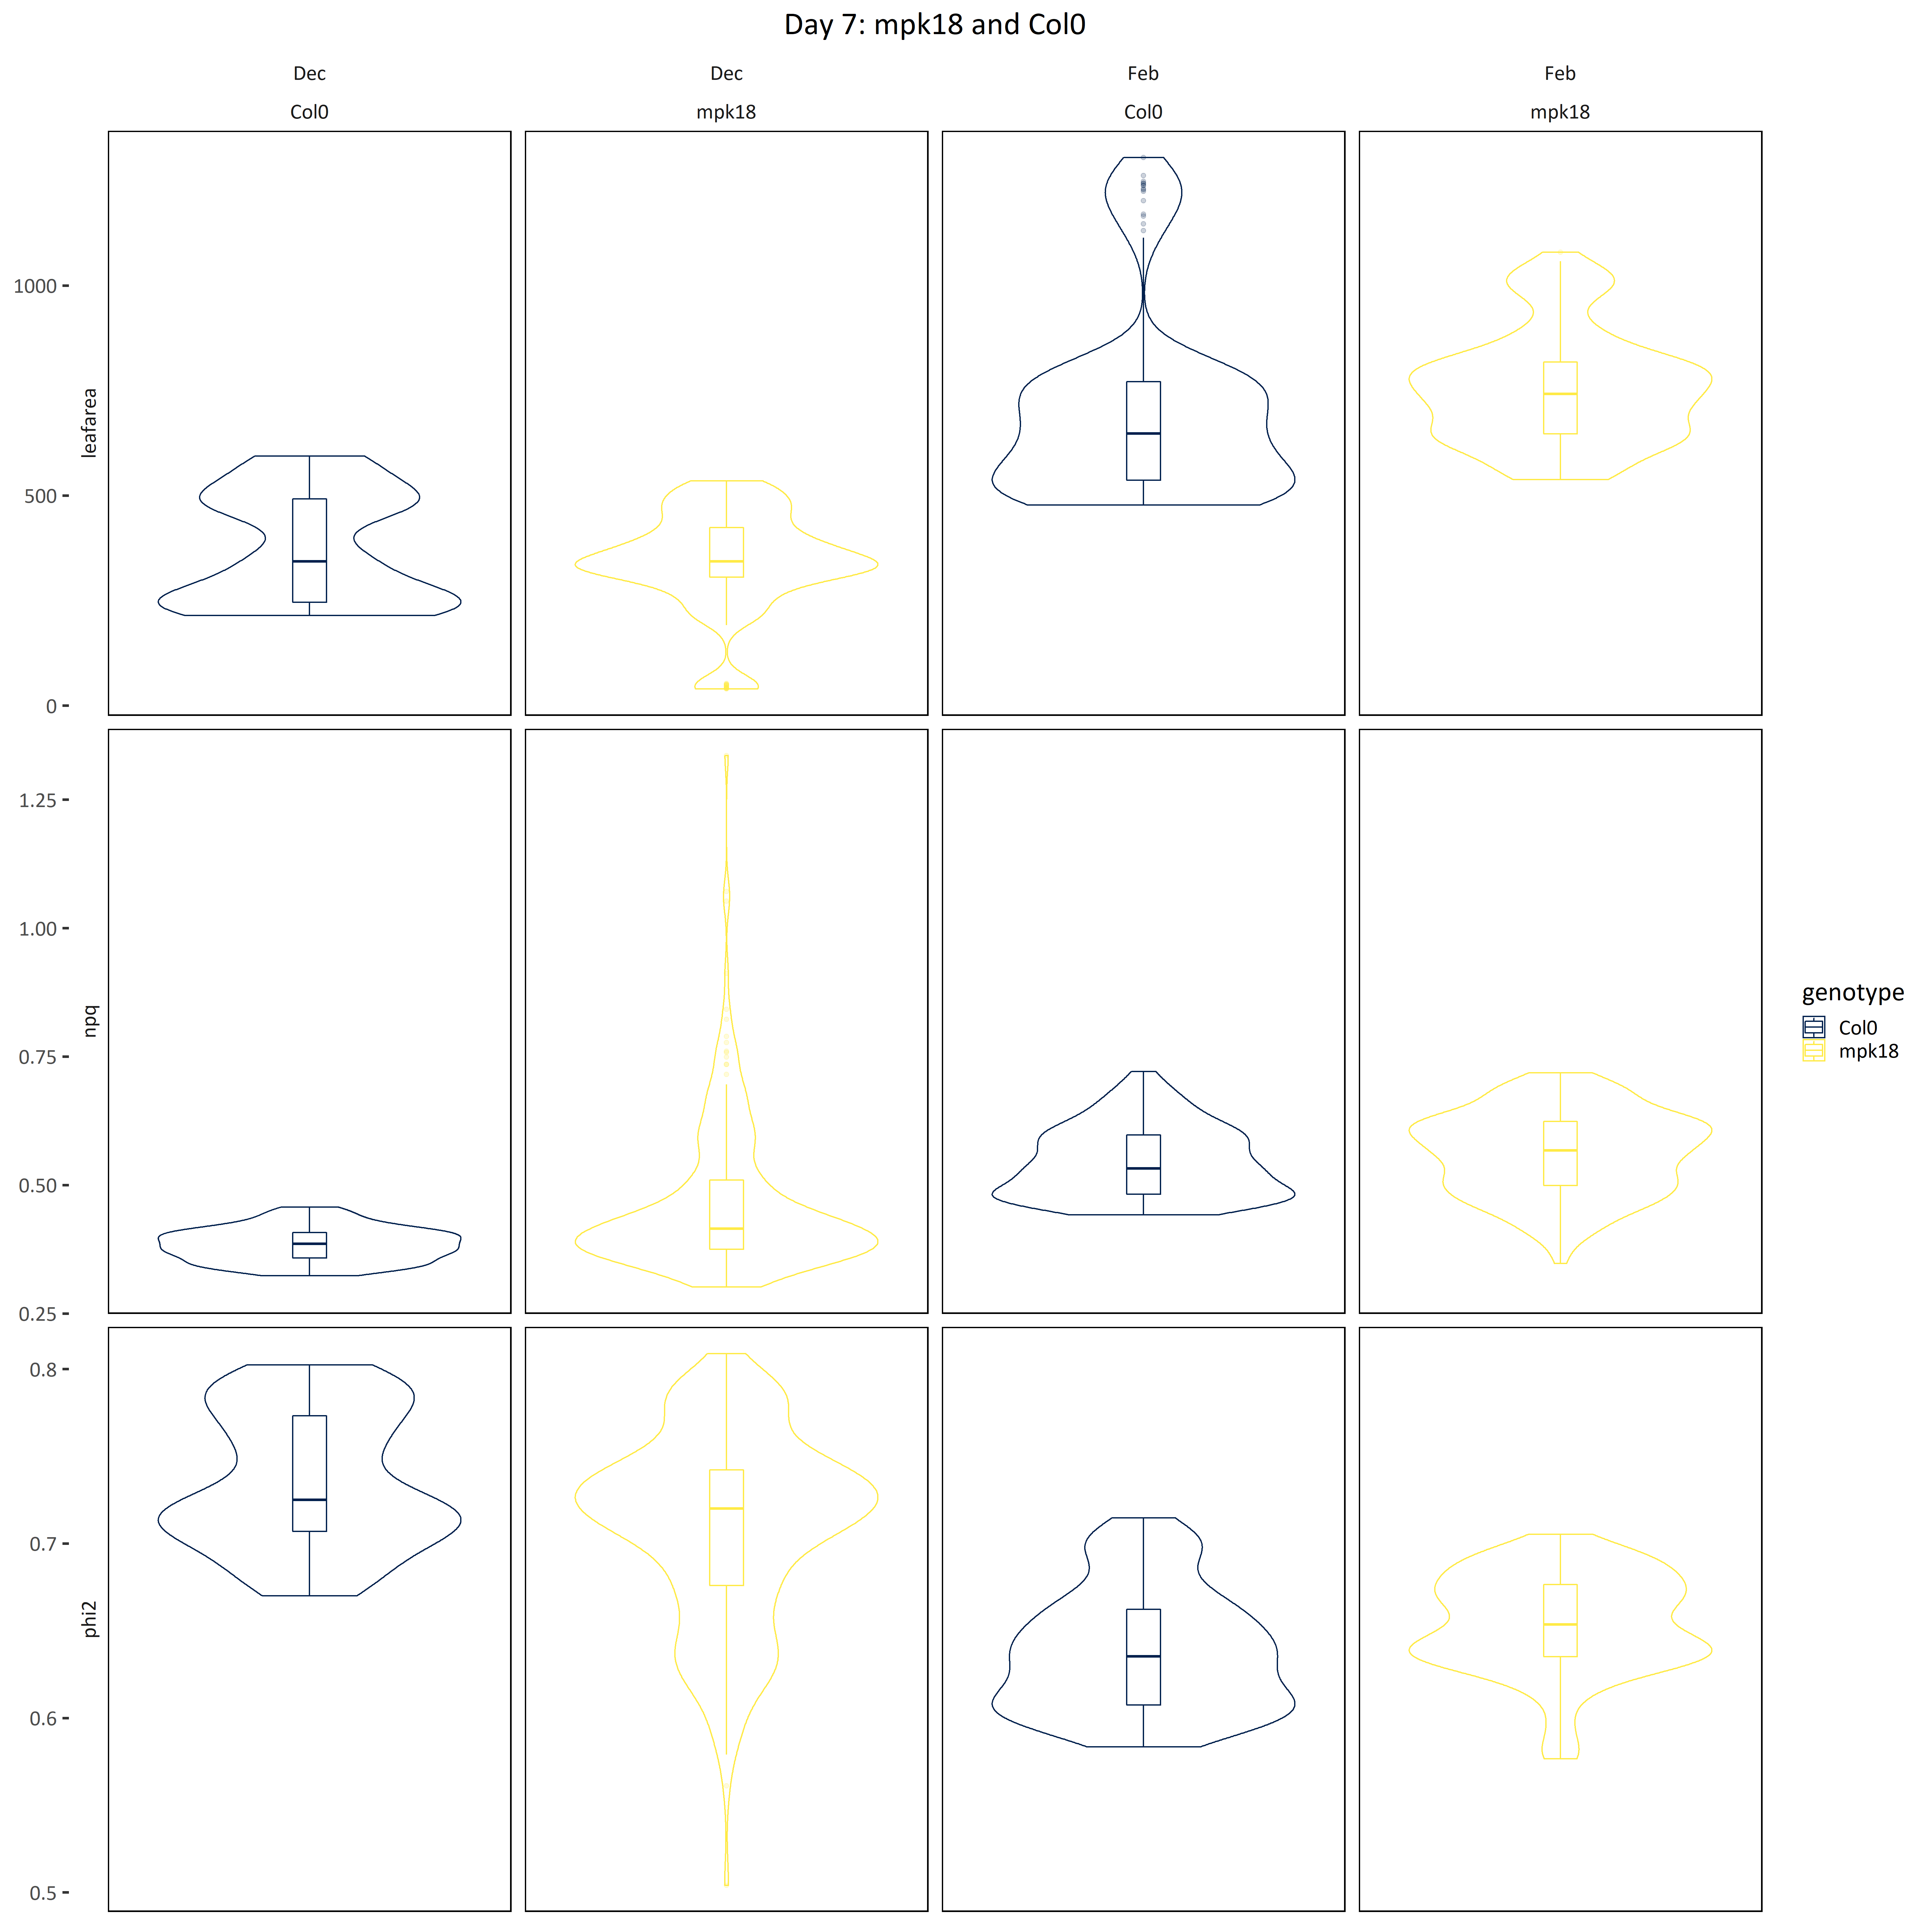 Day 7: mpk18 and Col0
Dec Dec Feb Feb
Col0 mpk18 Col0 mpk18
leafarea
1000
500
0
npq
1.25
1.00
0.75
0.50
0.25
phi2
0.8
0.7
0.6
0.5
genotype
Col0
mpk18